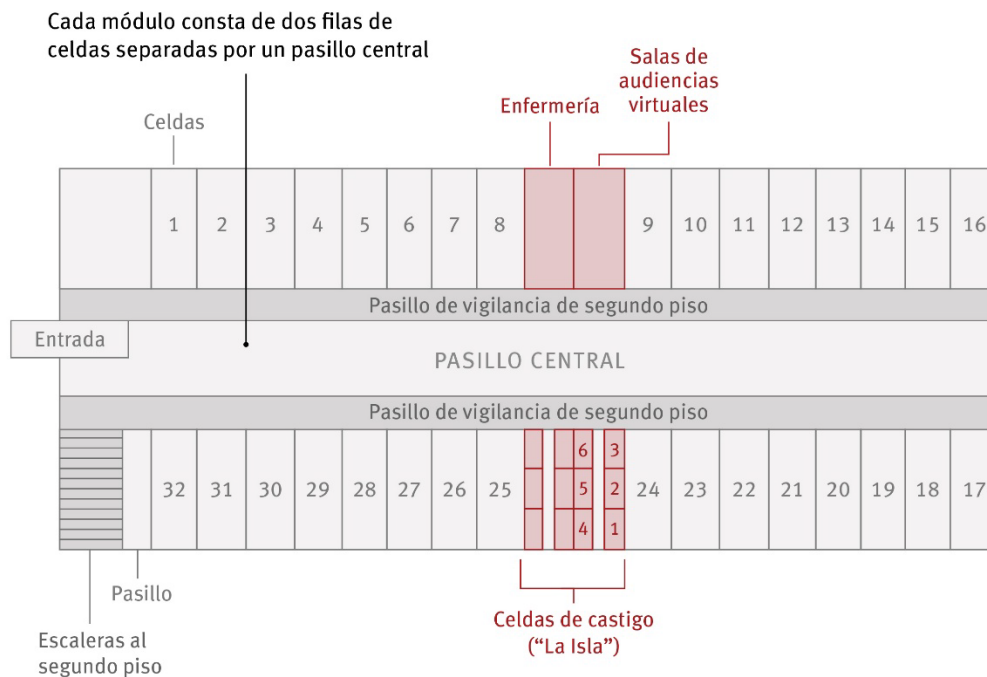 Cada módulo consta de dos filas de
celdas separadas por un pasillo central
Salas de
audiencias
virtuales
Enfermería
Celdas
1 2 3 4 5 6 7 8 9 10 11 12 13 14 15 16
Pasillo de vigilancia de segundo piso
Entrada
PASILLO CENTRAL
Pasillo de vigilancia de segundo piso
32 31 30 29 28 27 26 25 24 23 22 21 20 19 18 17
6 3
5 2
4 1
Pasillo
Celdas de castigo
(“La Isla”)
Escaleras al
segundo piso